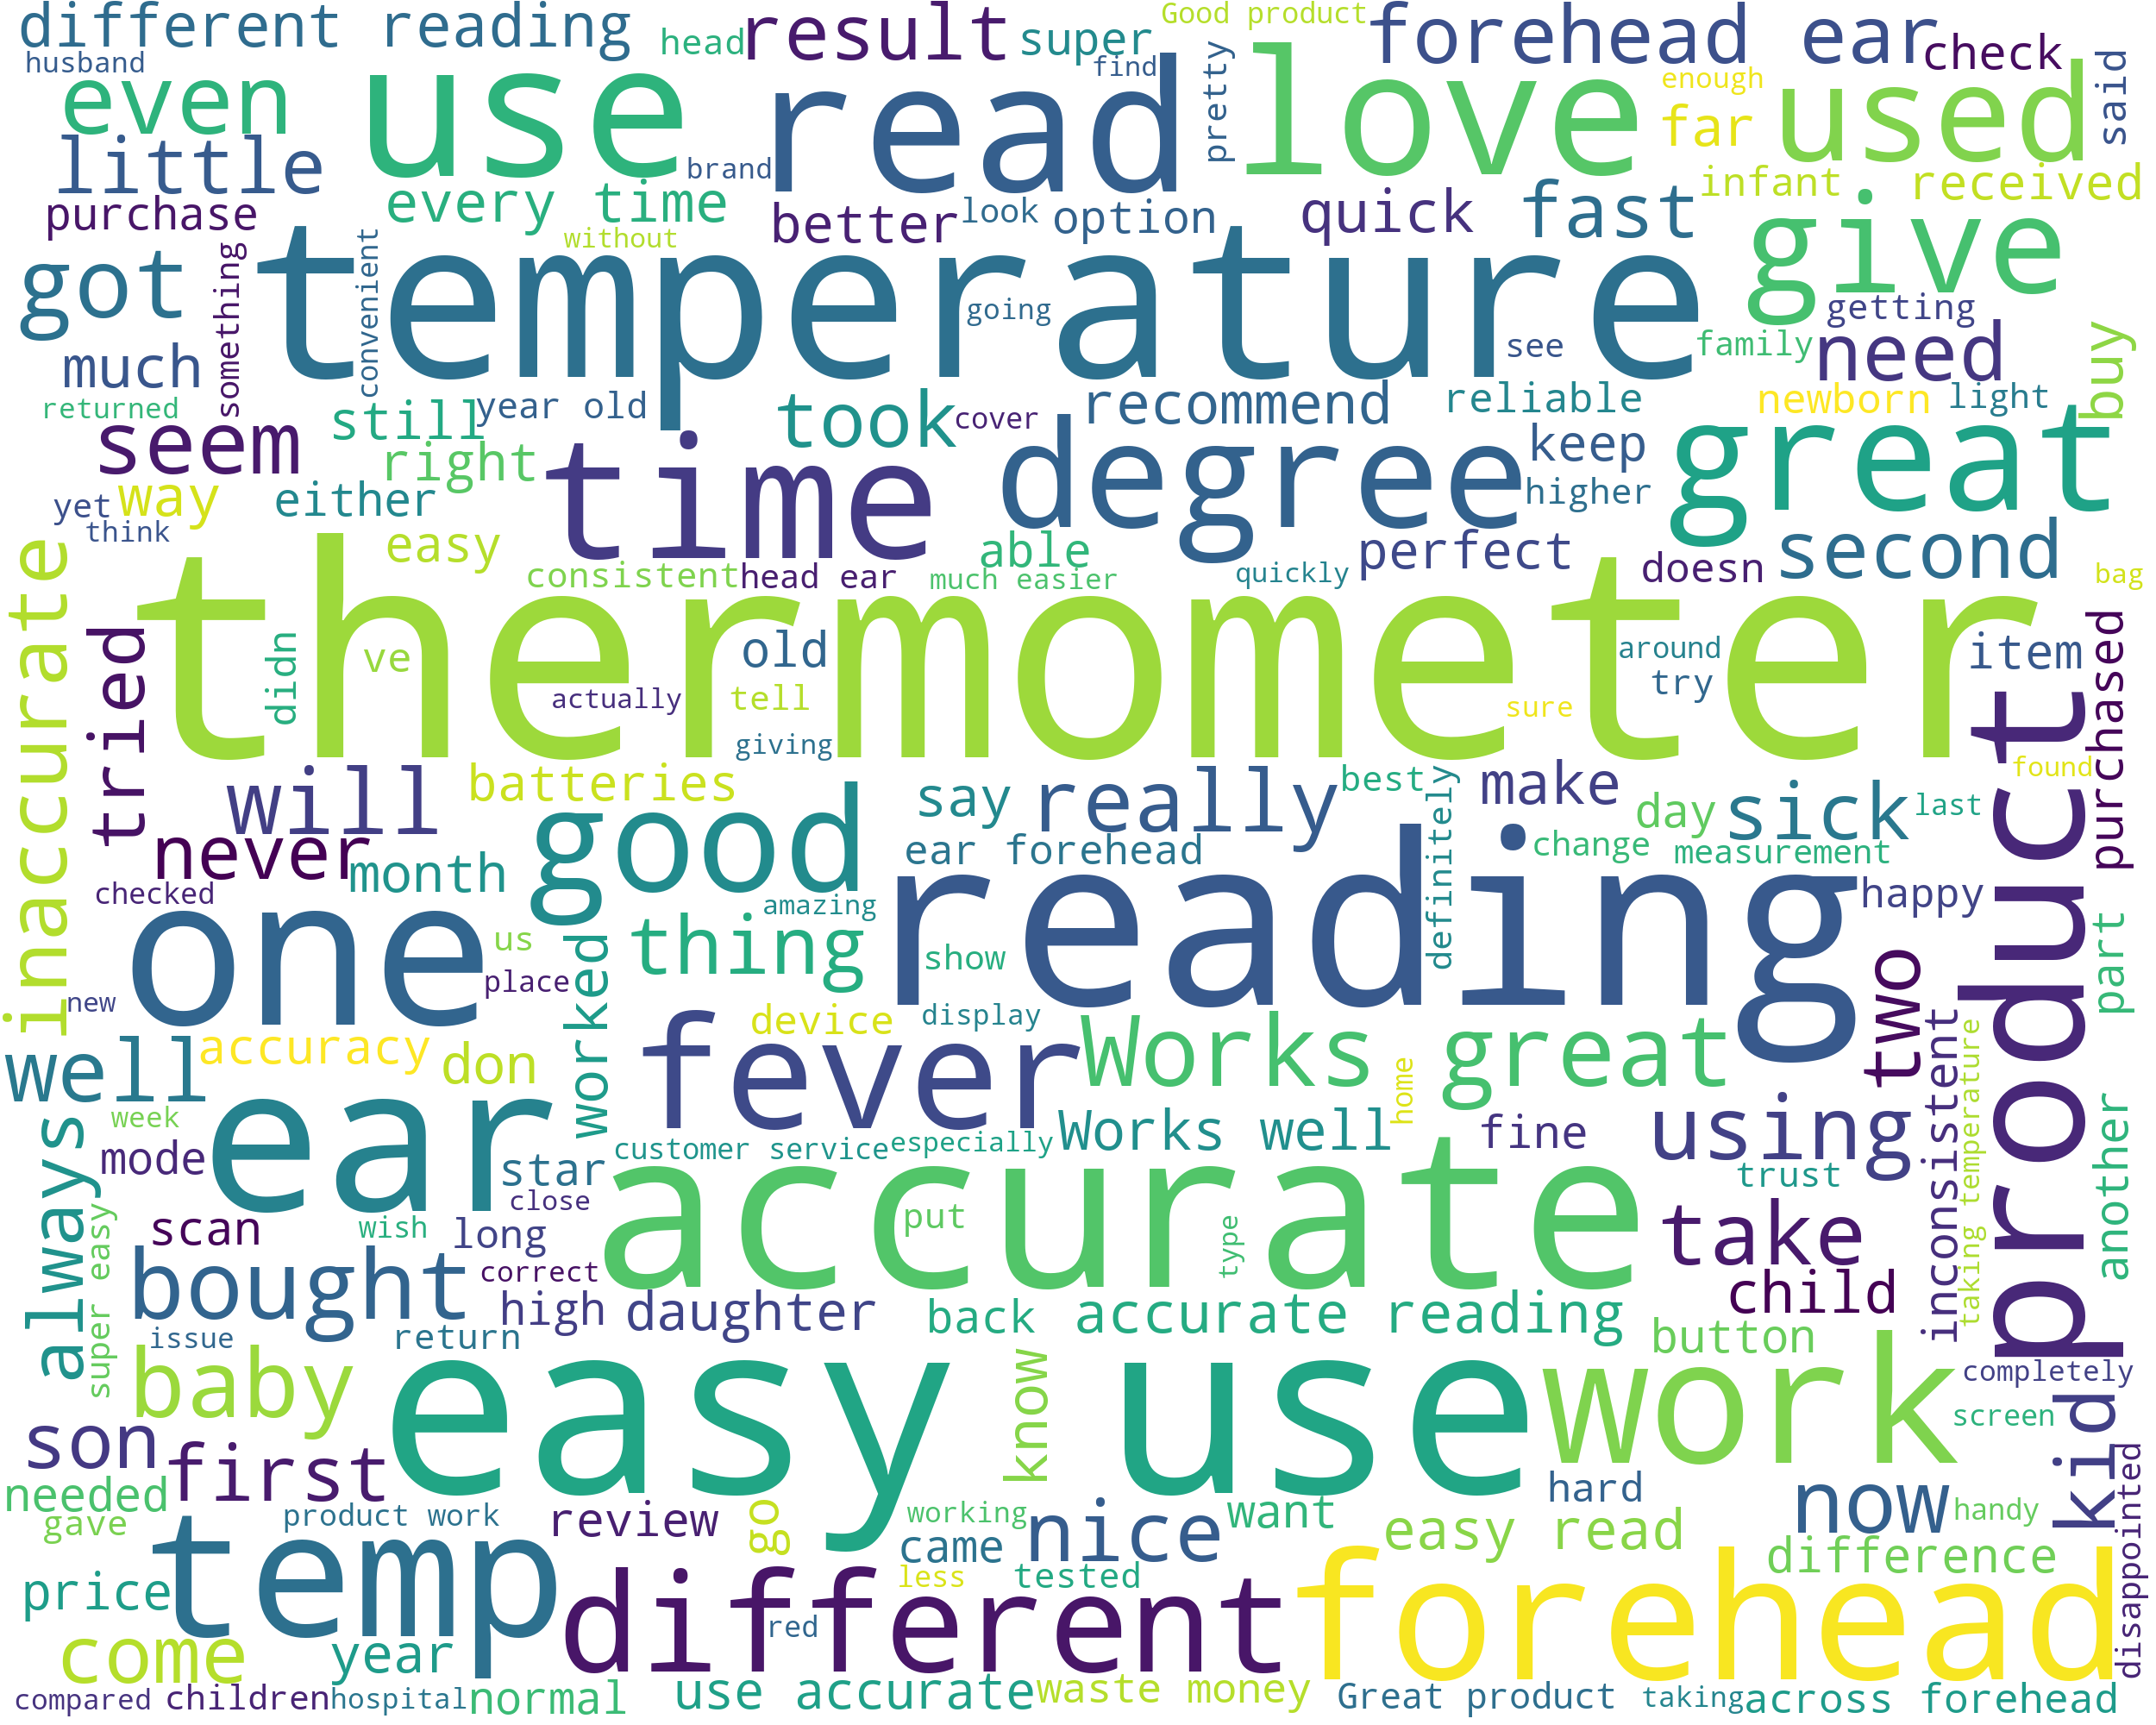 different reading
head
result
super
Good product
forehead ear
check
husband
even
use
read
find
pretty
love
enough
far
used
said
little
brand
every time
purchase
better
look
option
quick
fast
infant
received
give
got
something
convenient
without
temperature
going
getting
see
family
need
buy
much
returned
still
year old
took
cover
recommend
reliable
newborn
light
seem
right
time
degree
keep
great
yet
way
either
higher
think
easy
able
perfect
second
consistent
head ear
much easier
quickly
doesn
bag
inaccurate
tried
thermometer
didn
ve
old
around
item
purchased
actually
tell
try
sure
giving
product
will
batteries
good
say
really
best
definitely
make
day
sick
last
found
never
month
ear forehead
change
measurement
checked
one
amazing
reading
happy
us
thing
show
part
place
worked
two
new
device
display
inconsistent
taking temperature
well
accuracy
don
fever
Works great
home
week
always
mode
ear
star
customer service
especially
Works well
fine
using
trust
another
close
accurate
super easy
scan
wish
long
put
type
take
bought
correct
child
high
daughter
back
accurate reading
issue
return
button
baby
easy use
know
work
completely
kid
screen
son
first
needed
hard
now
handy
disappointed
gave
product work
review
go
working
want
came
nice
easy read
temp
difference
price
different
less
tested
forehead
red
come
year
compared
children
hospital
normal
use accurate
waste money
Great product
taking
across forehead